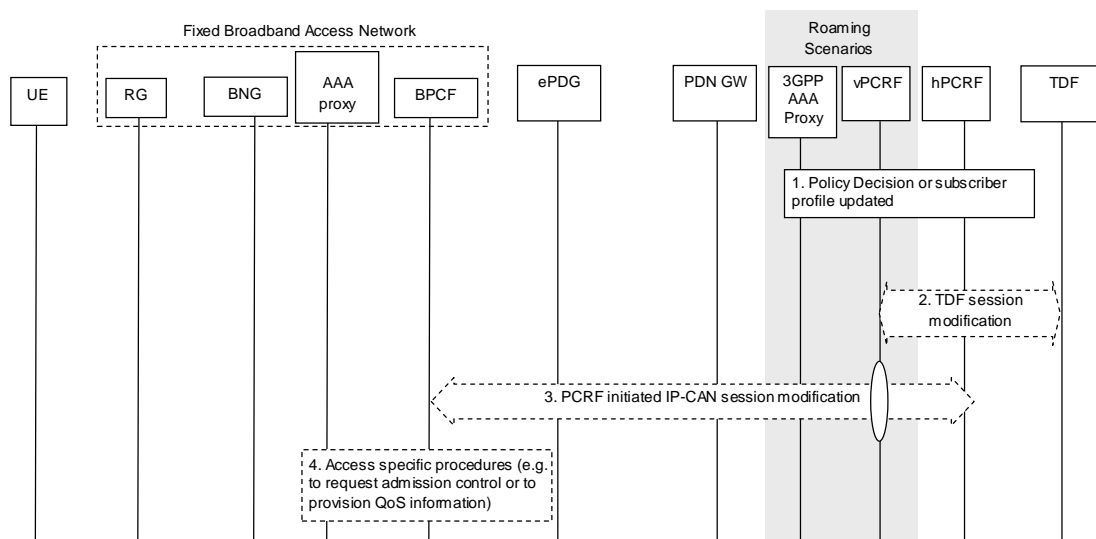 Fixed Broadband Access Network
Roaming
Scenarios
UE
RG
BNG
AAA
proxy
BPCF
ePDG
PDN GW
3GPP
AAA
Proxy
vPCRF
hPCRF
TDF
1. Policy Decision or subscriber
profile updated
2. TDF session
modification
3. PCRF initiated IP-CAN session modification
4. Access specific procedures (e.g.
to request admission control or to
provision QoS information)